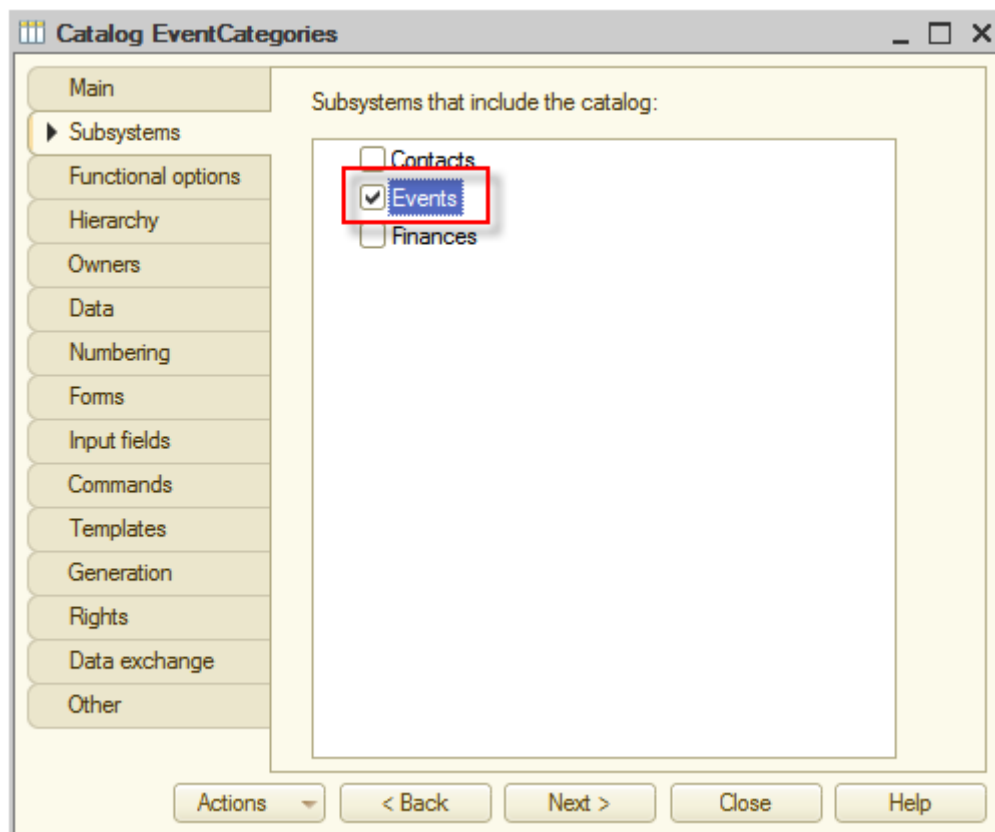 Catalog EventCategories
Main
Subsystems
Functional options
Hierarchy
Owners
Data
Numbering
Forms
Input fields
Commands
Templates
Generation
Rights
Data exchange
Other
Subsystems that include the catalog:
Contacts
Events
Finances
Actions
< Back
Next >
Close
Help